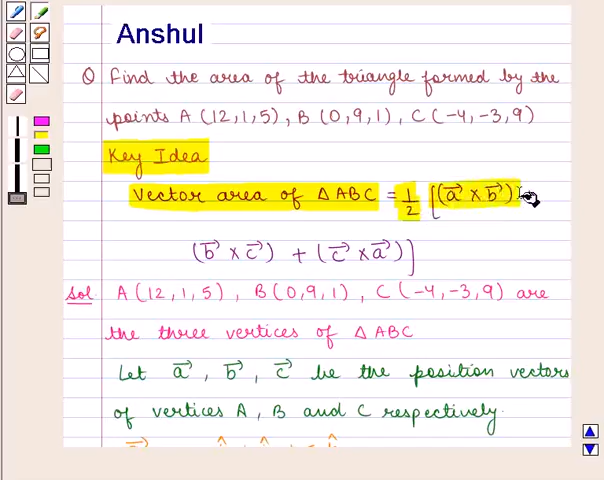 Anshul
Q Find the area of the triangle formed by the
points A (12,1,5), B (0,9,1), C (-4,-3,9)
Key Idea
Vector area of Δ ABC = 1/2 [(a⃗ × b⃗)
(b⃗ × c⃗) + (c⃗ × a⃗)]
Sol. A (12, 1, 5), B (0, 9, 1), C (-4, -3, 9) are
the three vertices of Δ ABC
Let a⃗, b⃗, c⃗ be the position vectors
of vertices A, B and C respectively.